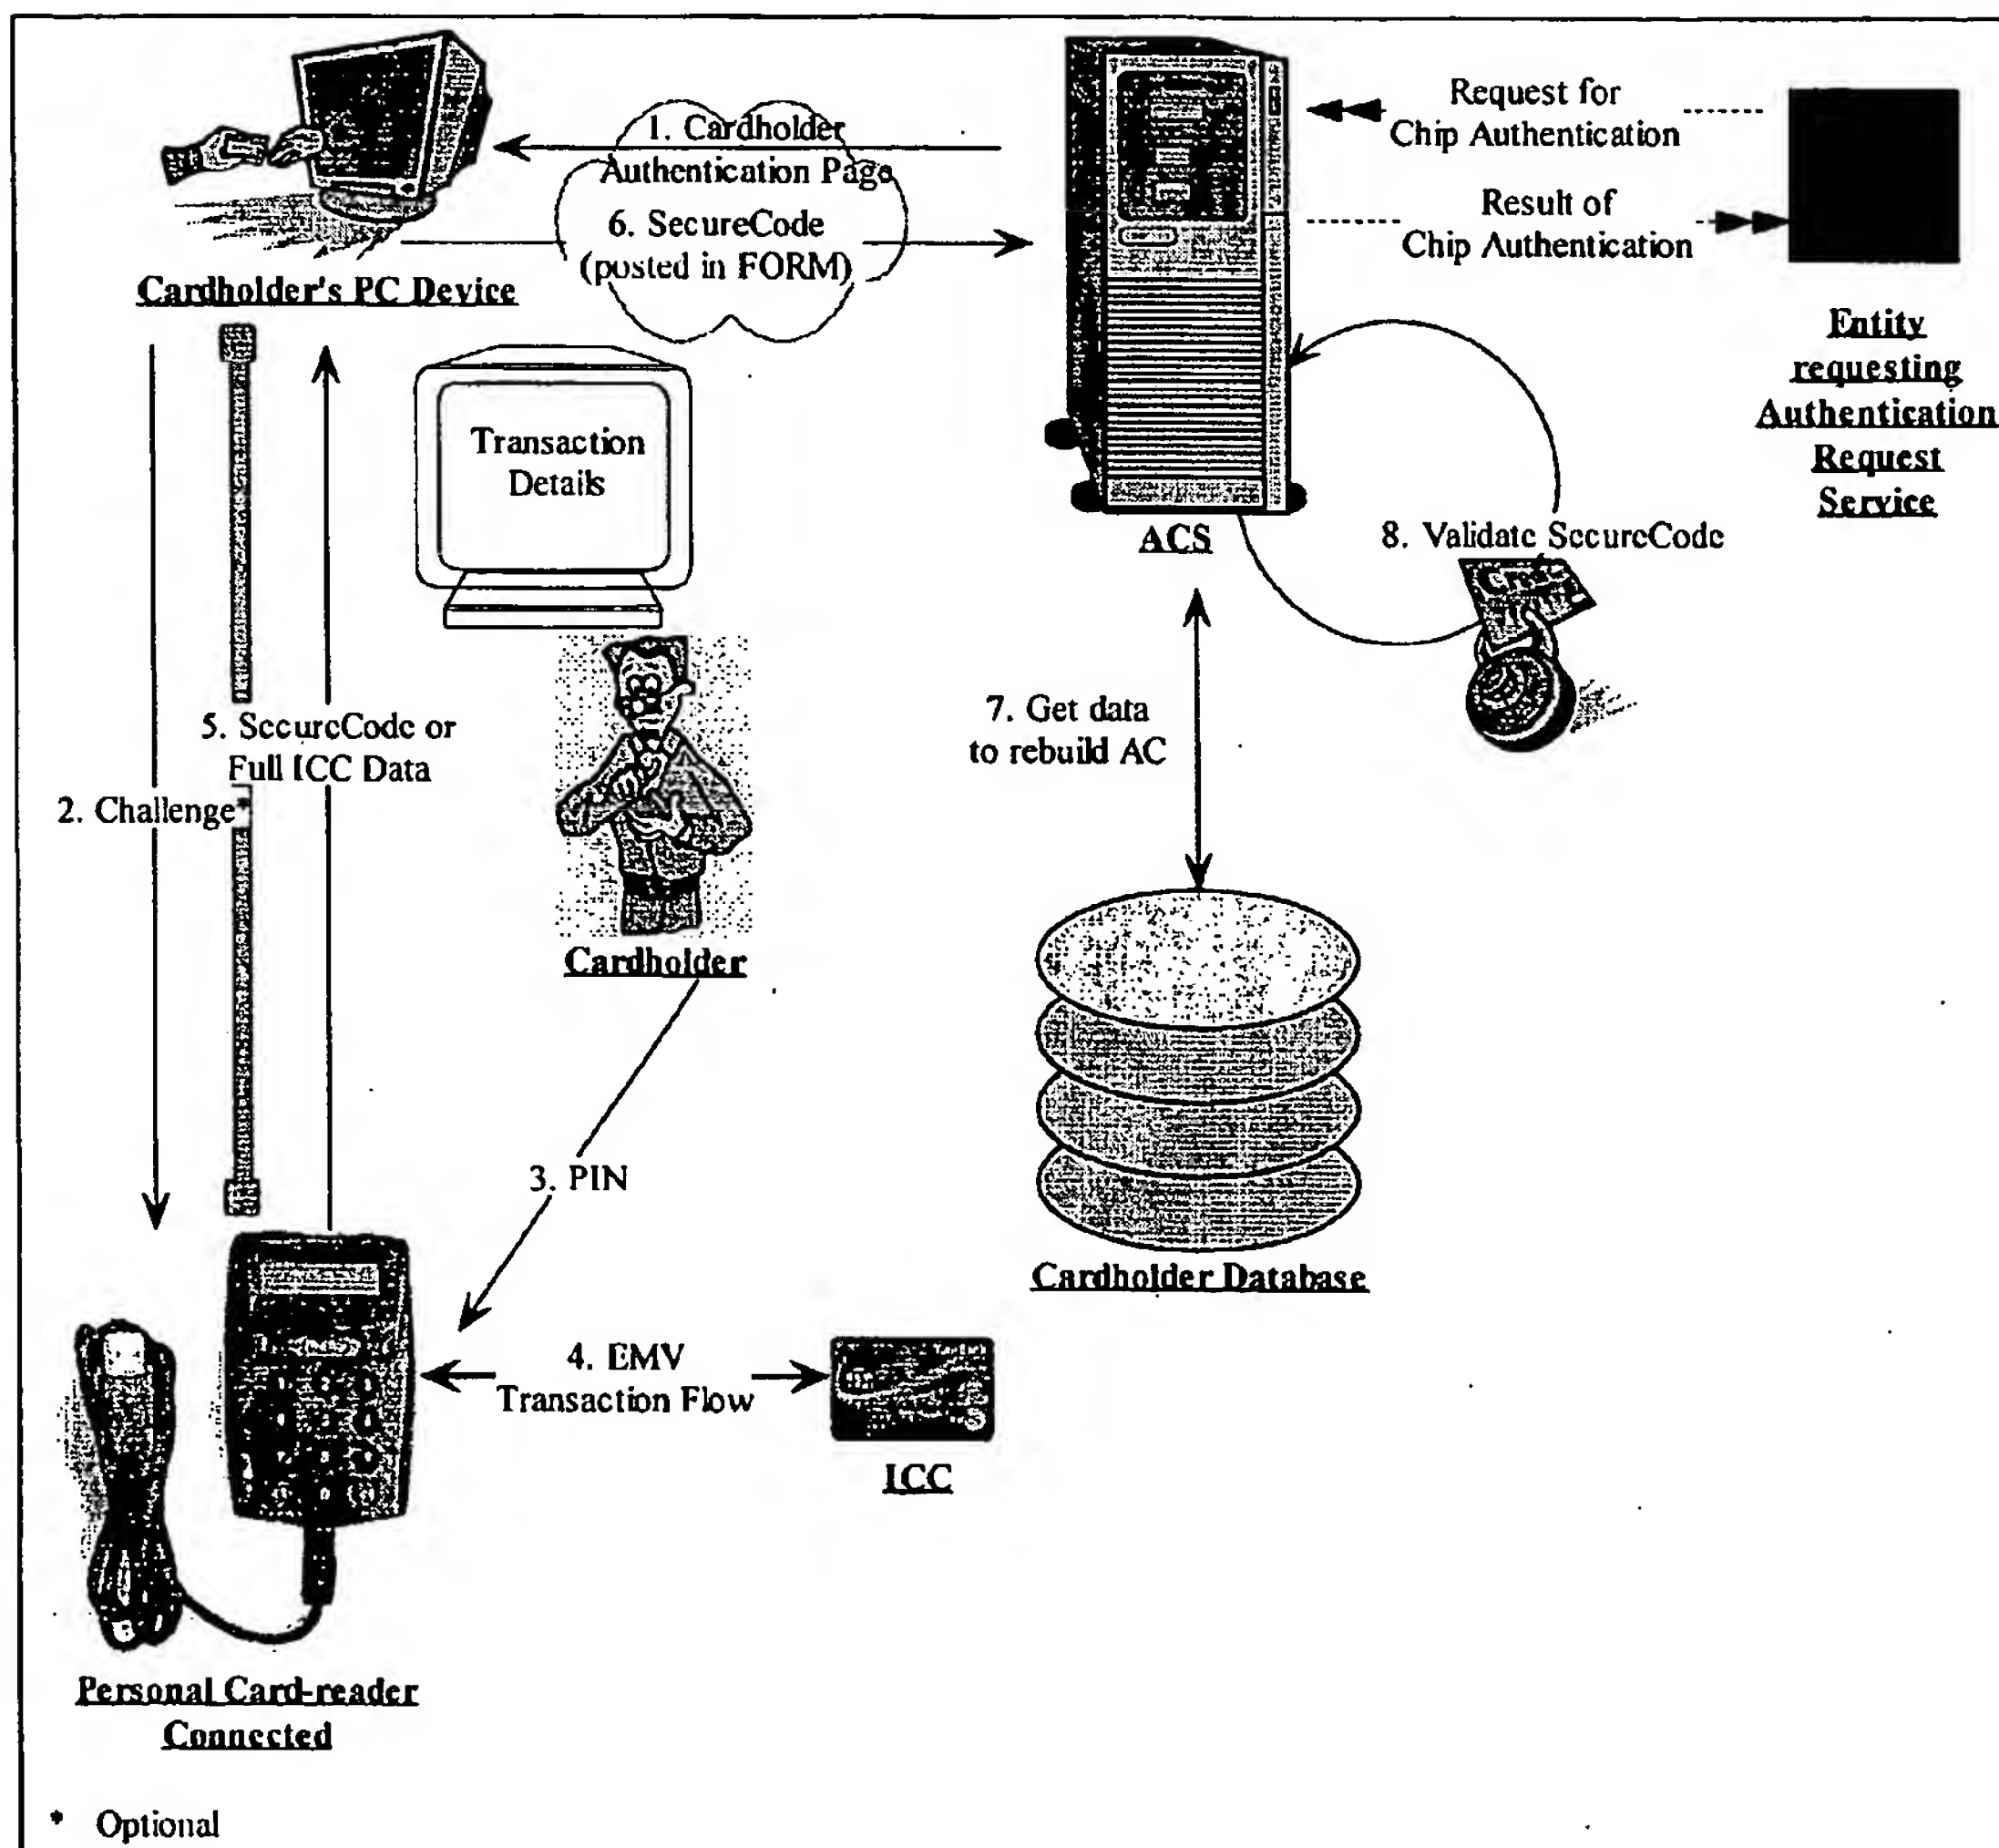 1. Cardholder
Authentication Page
6. SecureCode
(posted in FORM)
Request for
Chip Authentication
Result of
Chip Authentication
Cardholder's PC Device
Entity
requesting
Authentication
Request
Service
Transaction
Details
ACS
8. Validate SecureCode
5. SecureCode or
Full ICC Data
2. Challenge*
7. Get data
to rebuild AC
Cardholder
3. PIN
Cardholder Database
4. EMV
Transaction Flow
ICC
Personal Card-reader
Connected
* Optional